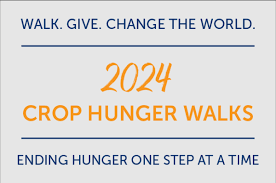 WALK. GIVE. CHANGE THE WORLD.
2024
CROP HUNGER WALKS
ENDING HUNGER ONE STEP AT A TIME